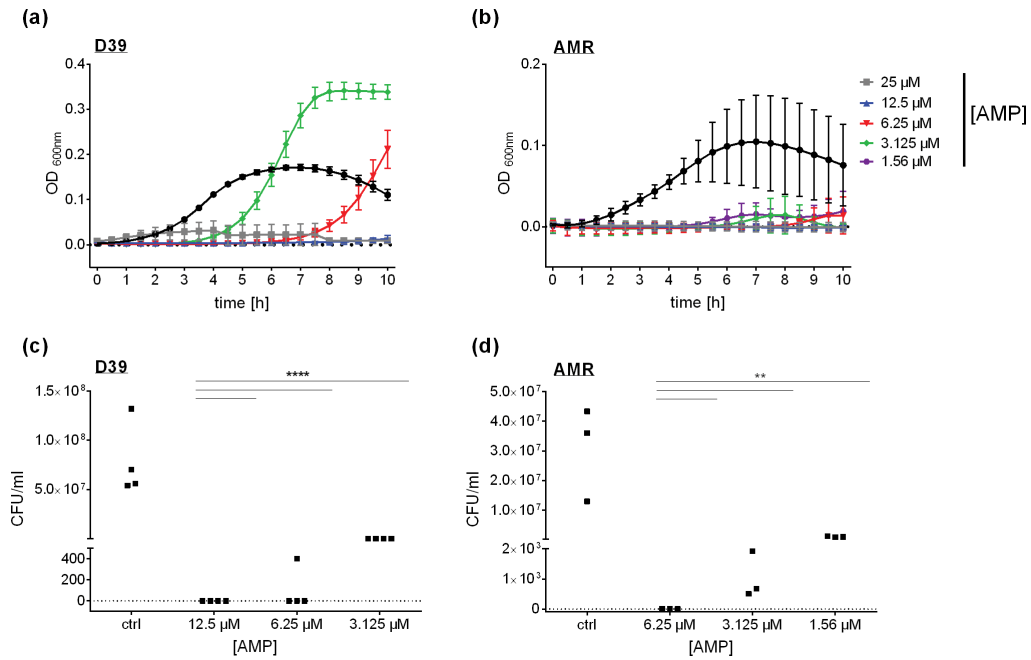 (a)
D39
0.4
0.3
0.2
0.1
0.0
OD 600nm
0 1 2 3 4 5 6 7 8 9 10
time [h]
(b)
AMR
0.2
0.1
0.0
OD 600nm
0 1 2 3 4 5 6 7 8 9 10
time [h]
25 µM
12.5 µM
6.25 µM
3.125 µM
1.56 µM
[AMP]
(c)
D39
****
1.5× 10⁸
1.0× 10⁸
5.0× 10⁷
400
200
0
CFU/ml
ctrl 12.5 µM 6.25 µM 3.125 µM
[AMP]
(d)
AMR
**
5.0× 10⁷
4.0× 10⁷
3.0× 10⁷
2.0× 10⁷
1.0× 10⁷
2 ×10³
1 ×10³
0
CFU/ml
ctrl 6.25 µM 3.125 µM 1.56 µM
[AMP]